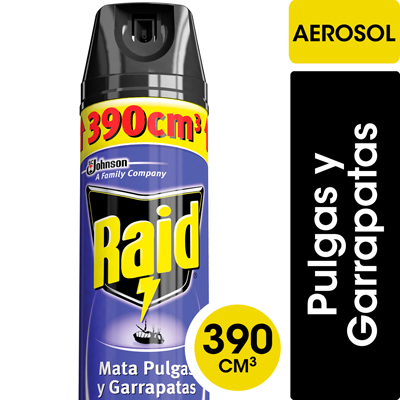 AEROSOL
390cm³
SC Johnson
A Family Company
Raid
Mata Pulgas
y Garrapatas
390
CM³
Pulgas y
Garrapatas